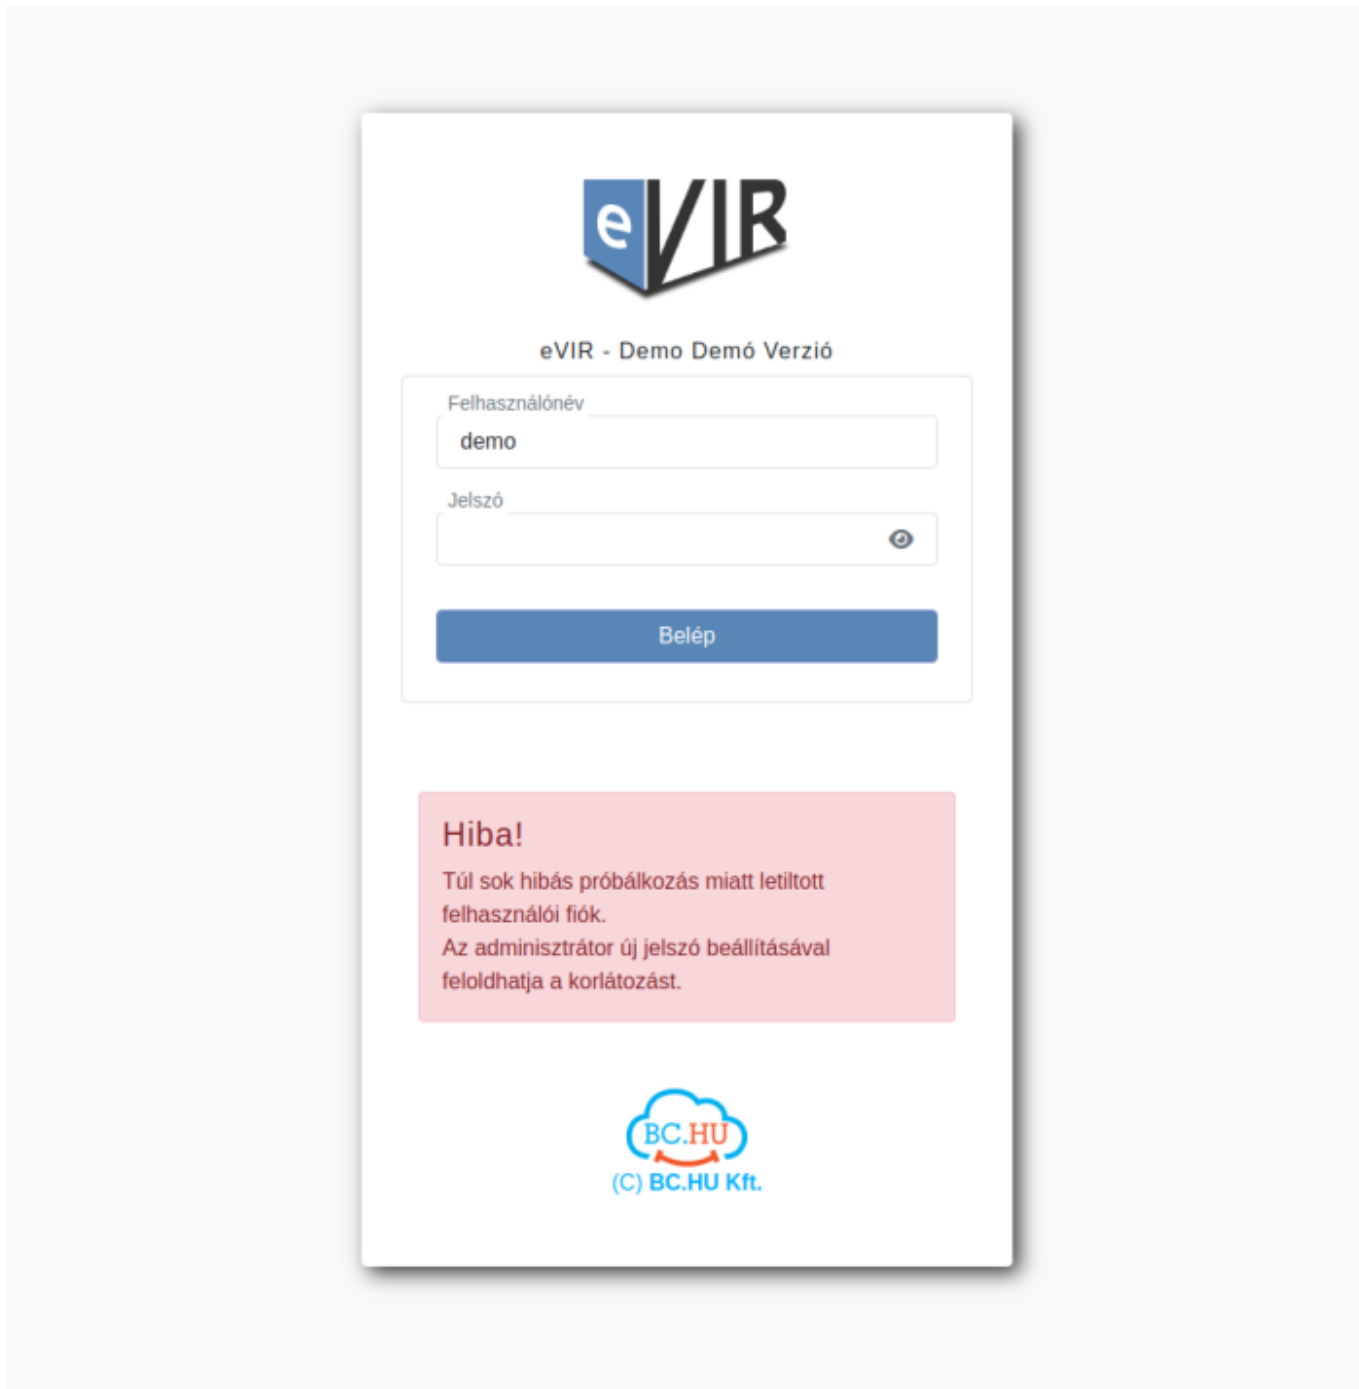 eVIR
eVIR - Demo Demó Verzió
Felhasználónév
demo
Jelszó
Belép
Hiba!
Túl sok hibás próbálkozás miatt letiltott
felhasználói fiók.
Az adminisztrátor új jelszó beállításával
feloldhatja a korlátozást.
BC.HU
(C) BC.HU Kft.